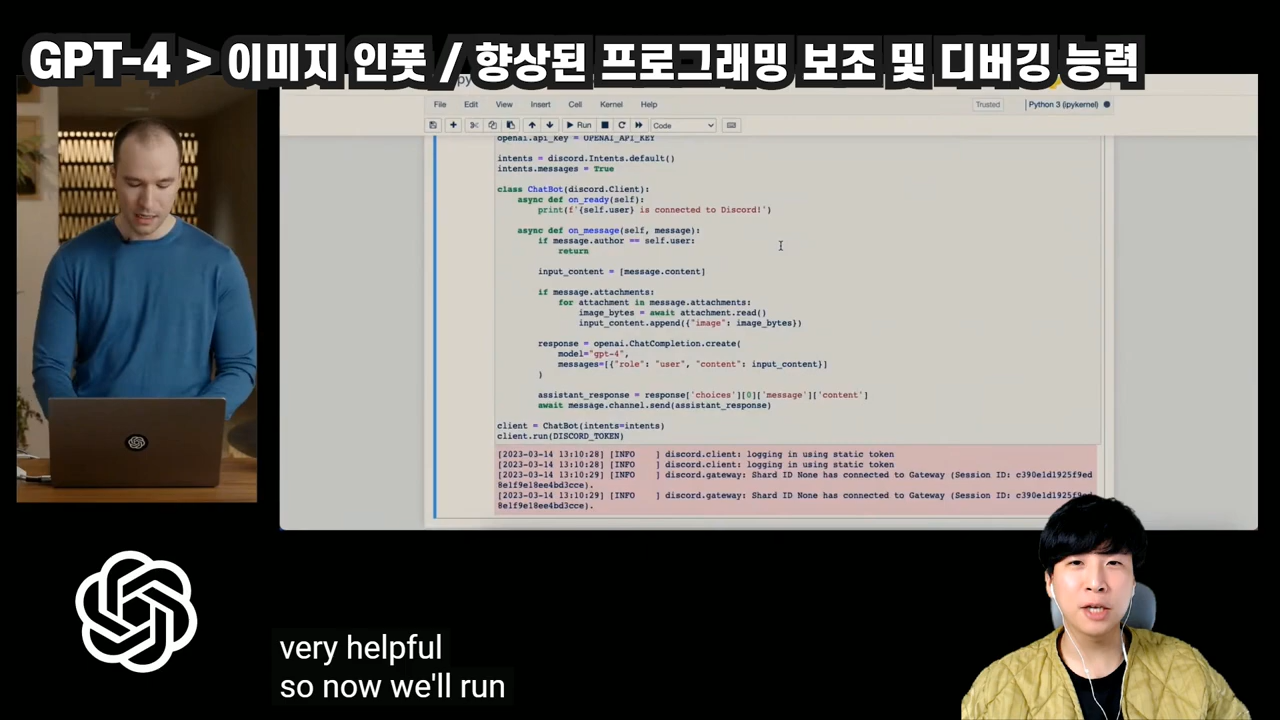 GPT-4 > 이미지 인풋 / 향상된 프로그래밍 보조 및 디버깅 능력
File Edit View Insert Cell Kernel Help Trusted Python 3 (ipykernel)
Run Code
openai.api_key = OPENAI_API_KEY
intents = discord.Intents.default()
intents.messages = True
class ChatBot(discord.Client):
async def on_ready(self):
print(f'{self.user} is connected to Discord!')
async def on_message(self, message):
if message.author == self.user:
return
input_content = [message.content]
if message.attachments:
for attachment in message.attachments:
image_bytes = await attachment.read()
input_content.append({"image": image_bytes})
response = openai.ChatCompletion.create(
model="gpt-4",
messages=[{"role": "user", "content": input_content}]
)
assistant_response = response['choices'][0]['message']['content']
await message.channel.send(assistant_response)
client = ChatBot(intents=intents)
client.run(DISCORD_TOKEN)
[2023-03-14 13:10:28] [INFO    ] discord.client: logging in using static token
[2023-03-14 13:10:28] [INFO    ] discord.client: logging in using static token
[2023-03-14 13:10:29] [INFO    ] discord.gateway: Shard ID None has connected to Gateway (Session ID: c390e1d1925f9ed
8e1f9e18ee4bd3cce).
[2023-03-14 13:10:29] [INFO    ] discord.gateway: Shard ID None has connected to Gateway (Session ID: c390e1d1925f9ed
8e1f9e18ee4bd3cce).
very helpful
so now we'll run